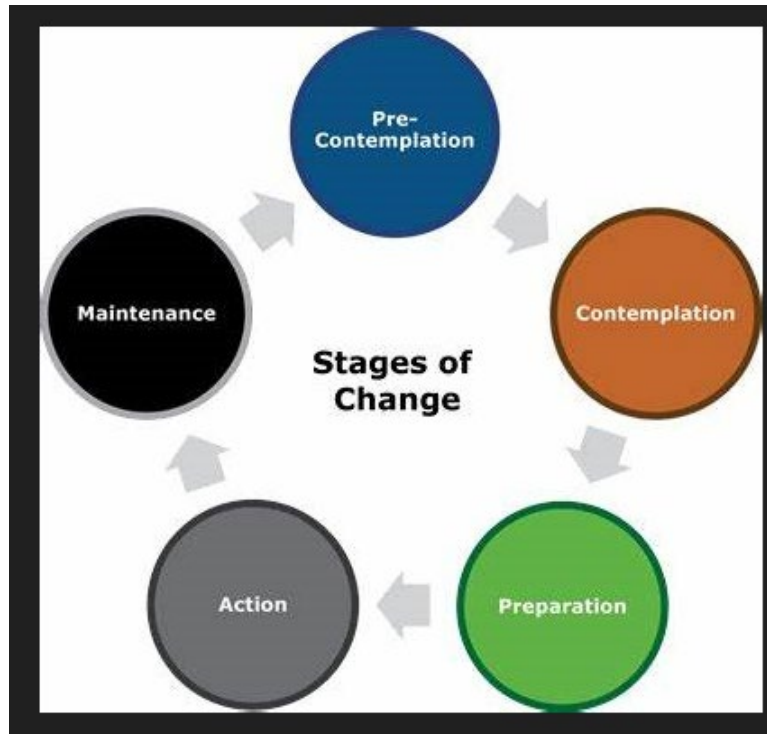 Pre-
Contemplation
Contemplation
Preparation
Action
Maintenance
Stages of
Change